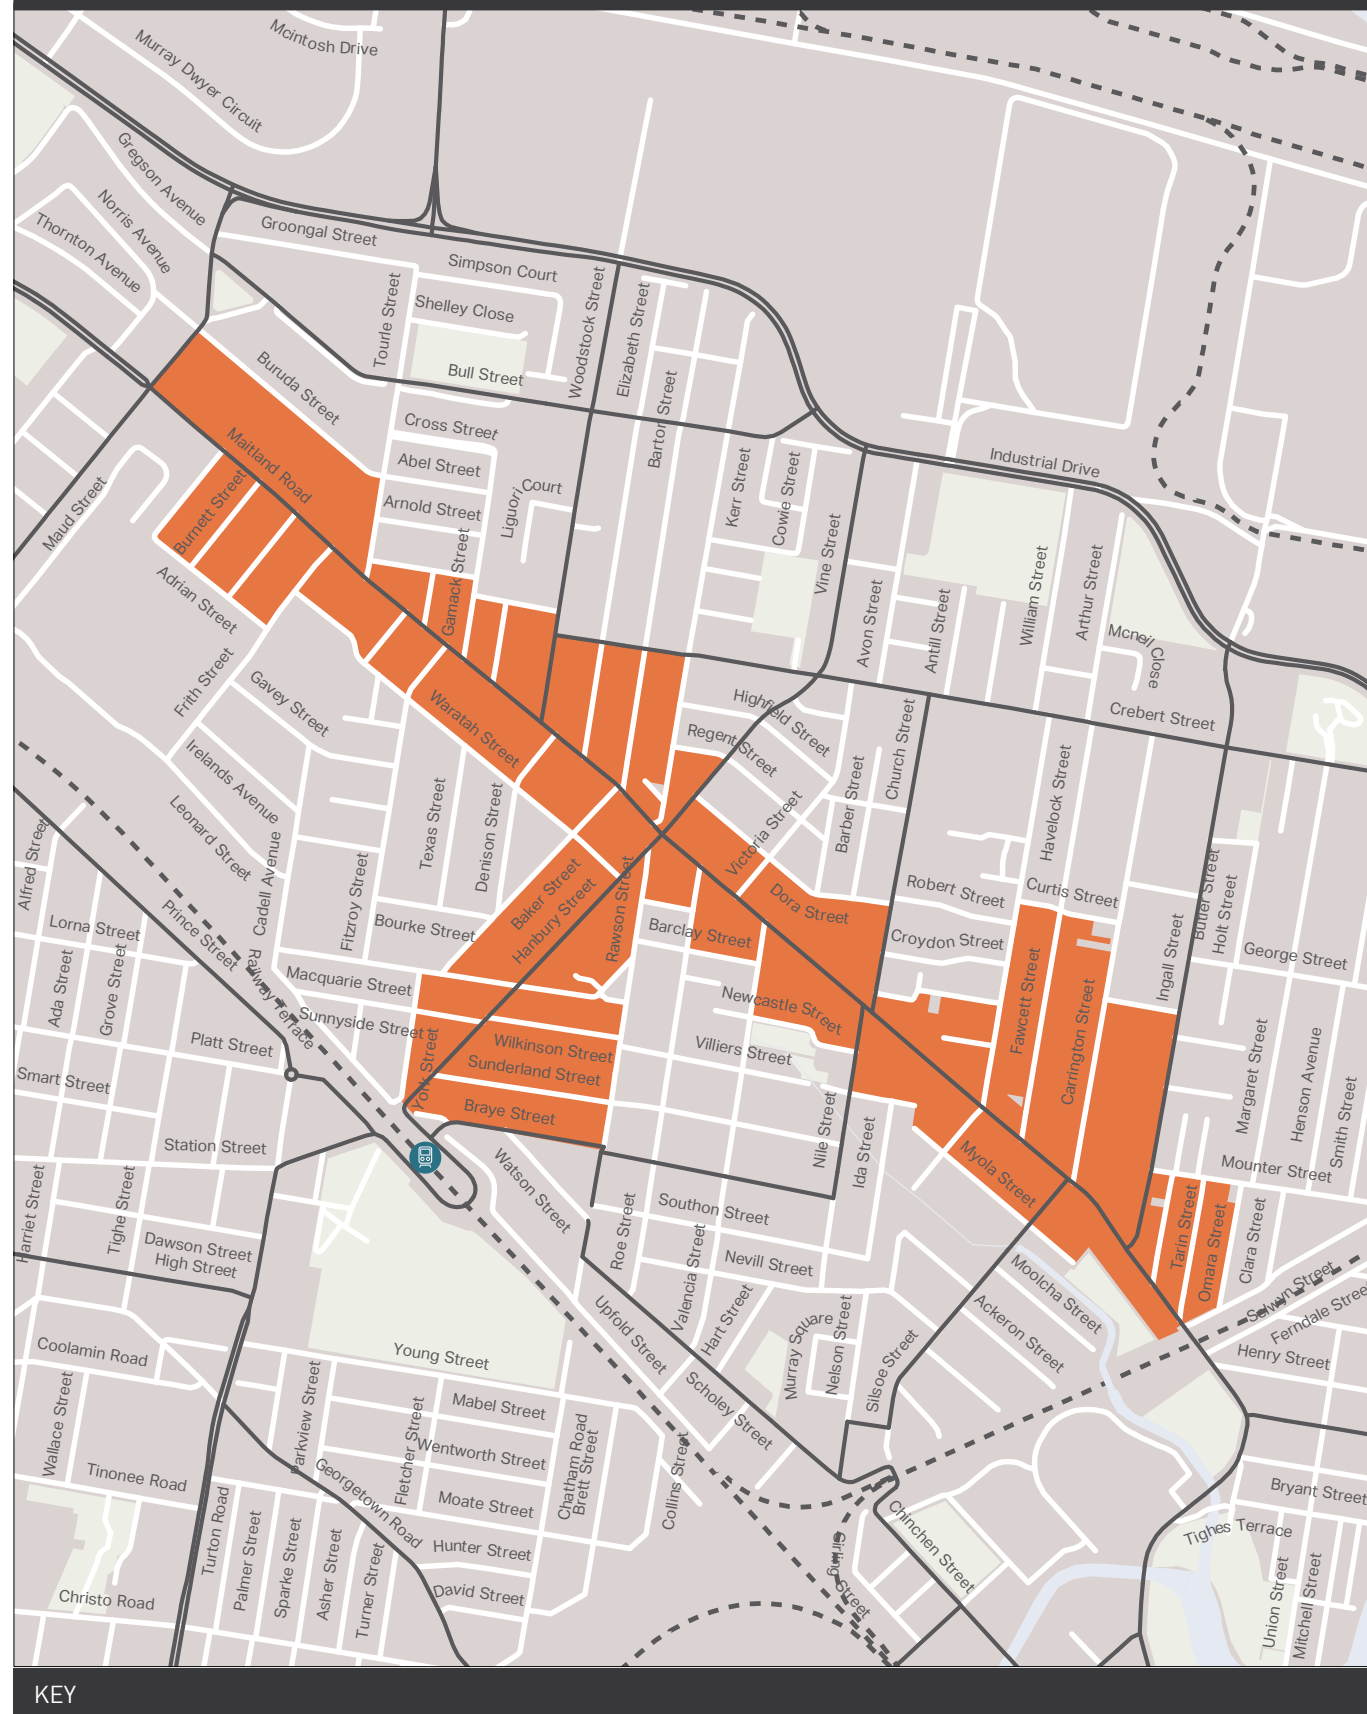 Mcintosh Drive
Murray Dwyer Circuit
Gregson Avenue
Norris Avenue
Thornton Avenue
Groongal Street
Simpson Court
Shelley Close
Tourle Street
Woodstock Street
Elizabeth Street
Bull Street
Buruda Street
Barton Street
Cross Street
Abel Street
Arnold Street
Liguori Court
Kerr Street
Cowie Street
Industrial Drive
Maitland Road
Burnett Street
Maud Street
Vine Street
Gamack Street
Adrian Street
Avon Street
Antill Street
William Street
Arthur Street
Mcneil Close
Frith Street
Gavey Street
Waratah Street
Highfield Street
Regent Street
Church Street
Crebert Street
Irelands Avenue
Leonard Street
Texas Street
Denison Street
Victoria Street
Barber Street
Havelock Street
Alfred Street
Cadell Avenue
Fitzroy Street
Baker Street
Hanbury Street
Rawson Street
Dora Street
Robert Street
Curtis Street
Butler Street
Holt Street
Lorna Street
Prince Street
Bourke Street
Barclay Street
Croydon Street
Ingall Street
George Street
Ada Street
Grove Street
Railway Terrace
Macquarie Street
Sunnyside Street
Newcastle Street
Fawcett Street
Carrington Street
Platt Street
York Street
Wilkinson Street
Sunderland Street
Villiers Street
Margaret Street
Henson Avenue
Smith Street
Smart Street
Braye Street
Nile Street
Ida Street
Station Street
Watson Street
Myola Street
Mounter Street
Harriet Street
Tighe Street
Dawson Street
High Street
Roe Street
Southon Street
Valencia Street
Nevill Street
Tarin Street
Omara Street
Clara Street
Moolcha Street
Selwyn Street
Ferndale Street
Upfold Street
Hart Street
Murray Square
Nelson Street
Silsoe Street
Ackeron Street
Coolamin Road
Young Street
Henry Street
Wallace Street
Parkview Street
Fletcher Street
Mabel Street
Scholey Street
Wentworth Street
Chatham Road
Brett Street
Collins Street
Tinonee Road
Georgetown Road
Moate Street
Bryant Street
Turton Road
Palmer Street
Sparke Street
Asher Street
Turner Street
Hunter Street
David Street
Girling Street
Chinchen Street
Tighes Terrace
Christo Road
Union Street
Mitchell Street
KEY